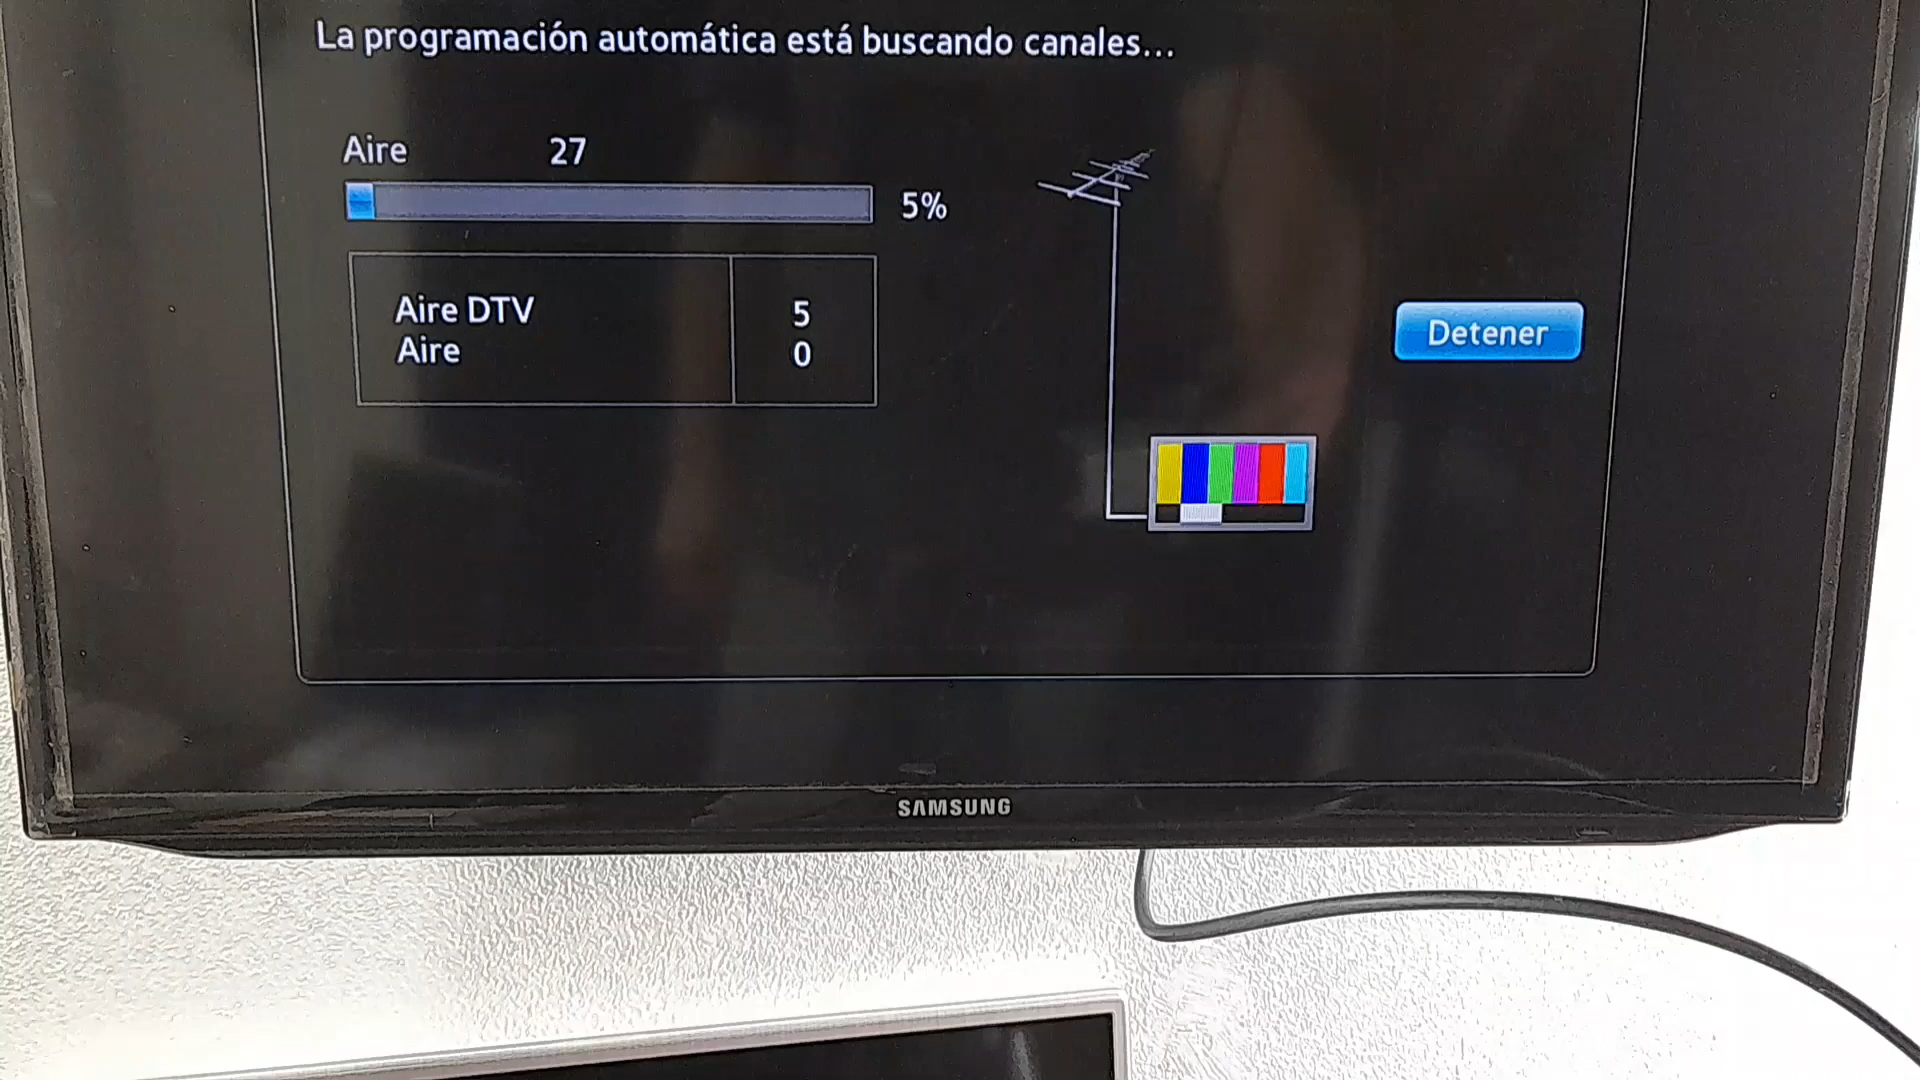 La programación automática está buscando canales...
Aire 27
5%
Aire DTV 5
Aire 0
Detener
SAMSUNG